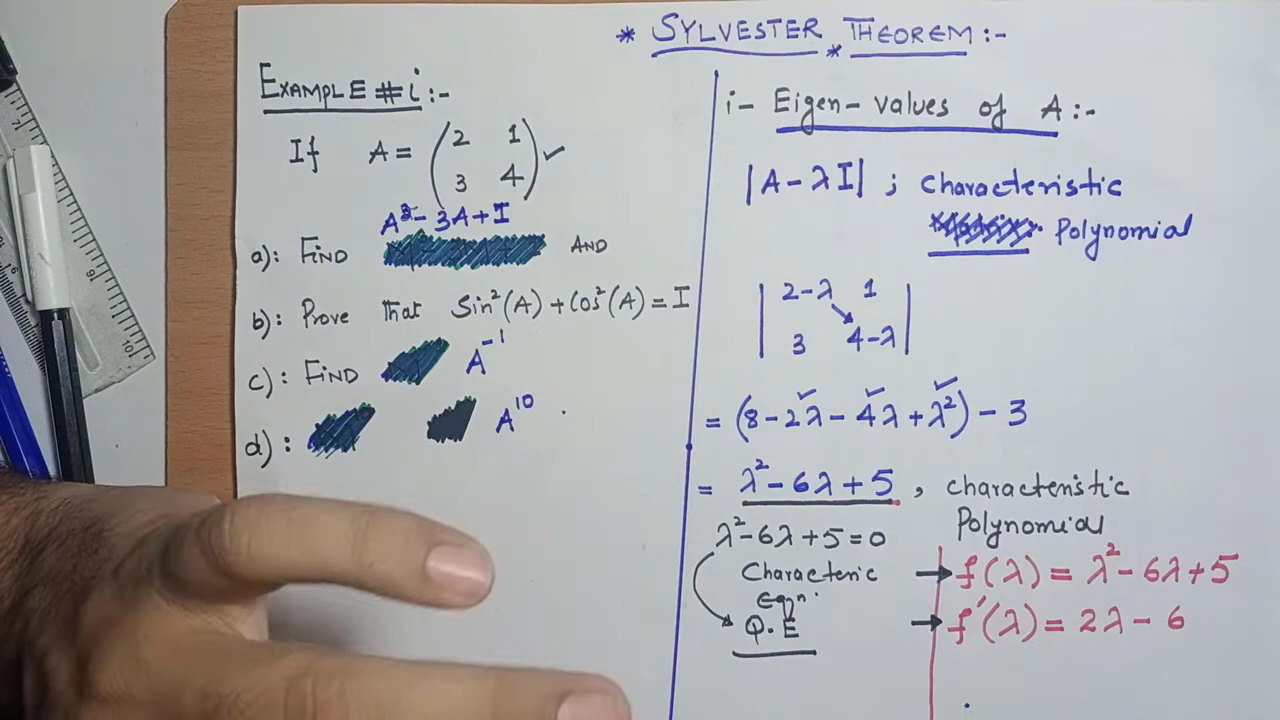 * SYLVESTER * THEOREM :-
EXAMPLE # i :-
If A = (2 1
3 4) ✓
A² - 3A + I
a): FIND AND
b): Prove that Sin²(A) + Cos²(A) = I
c): FIND A⁻¹
d): A¹⁰ .
i - Eigen-values of A :-
|A - λI| ; Characteristic
Polynomial
| 2-λ 1 |
| 3 4-λ |
= (8 - 2λ - 4λ + λ²) - 3
= λ² - 6λ + 5 , Characteristic
Polynomial
λ² - 6λ + 5 = 0
Characteric
Eqn.
Q.E
→ f(λ) = λ² - 6λ + 5
→ f'(λ) = 2λ - 6